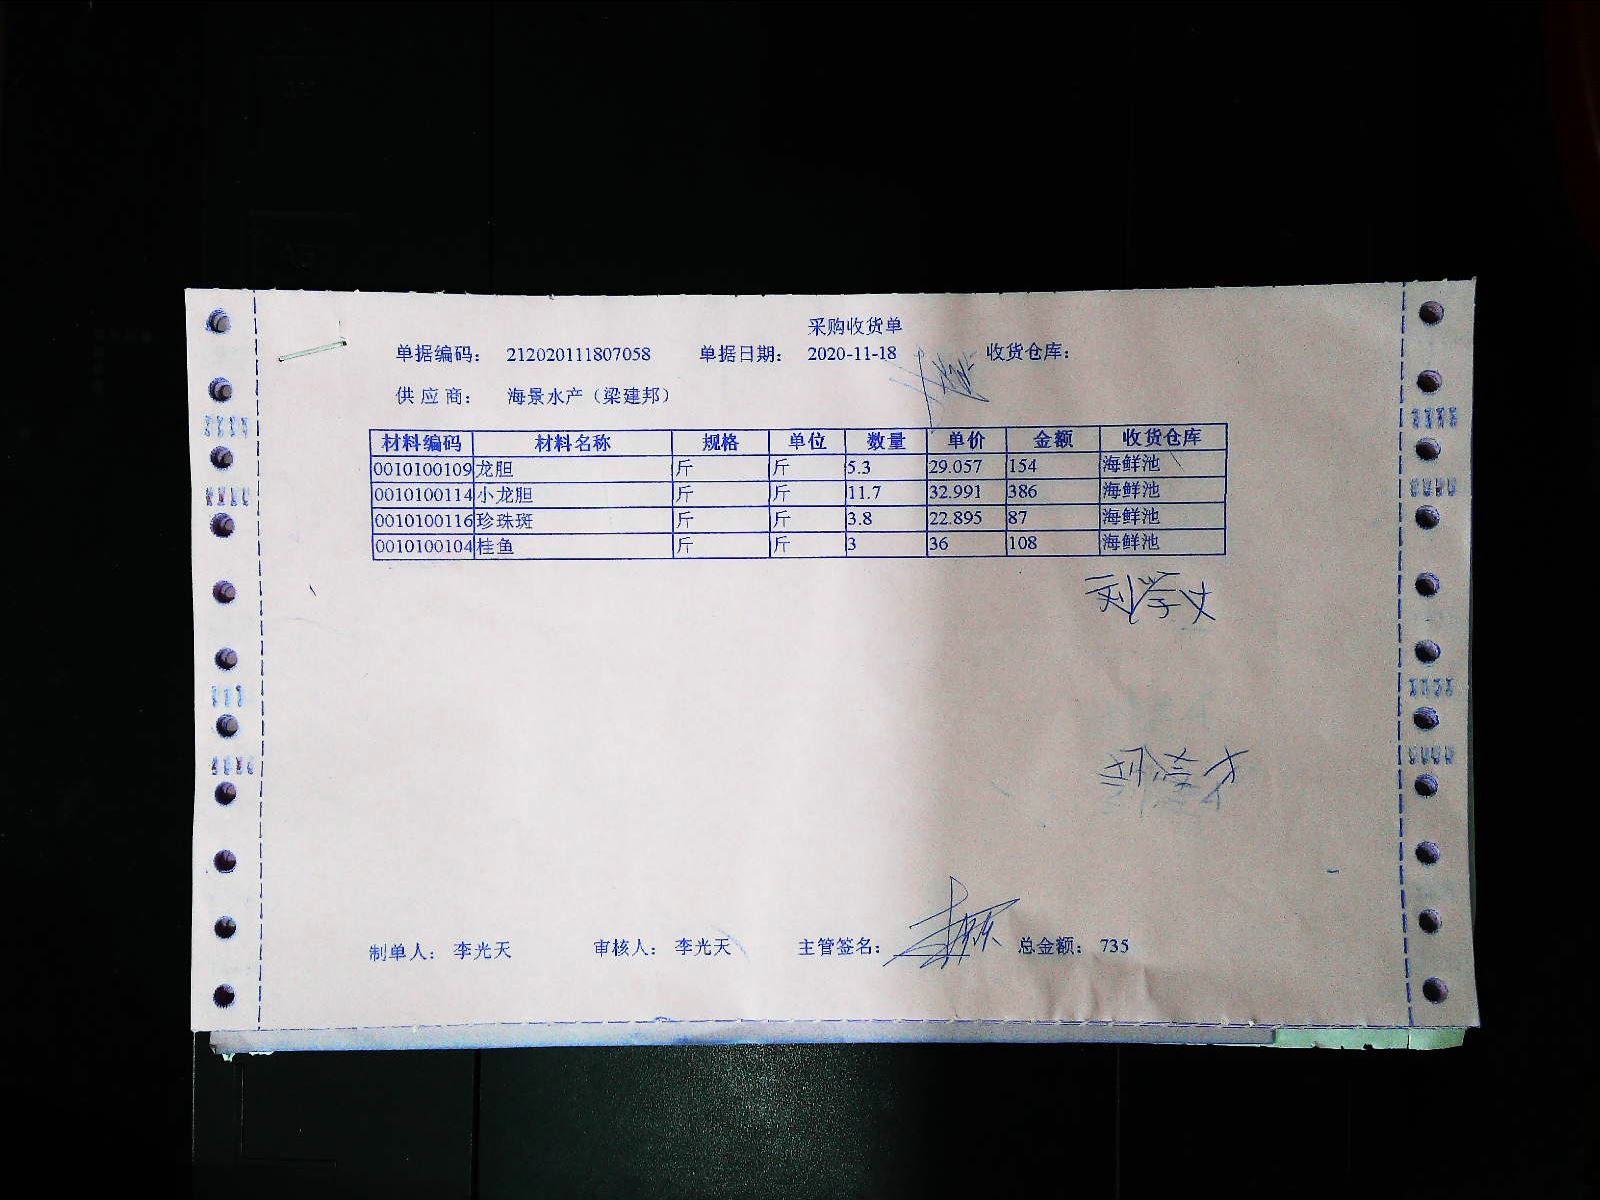 采购收货单
单据编码： 212020111807058 单据日期： 2020-11-18 收货仓库：
供 应 商： 海景水产（梁建邦）
材料编码 材料名称 规格 单位 数量 单价 金额 收货仓库
0010100109 龙胆 斤 斤 5.3 29.057 154 海鲜池
0010100114 小龙胆 斤 斤 11.7 32.991 386 海鲜池
0010100116 珍珠斑 斤 斤 3.8 22.895 87 海鲜池
0010100104 桂鱼 斤 斤 3 36 108 海鲜池
制单人： 李光天 审核人： 李光天 主管签名： 总金额： 735